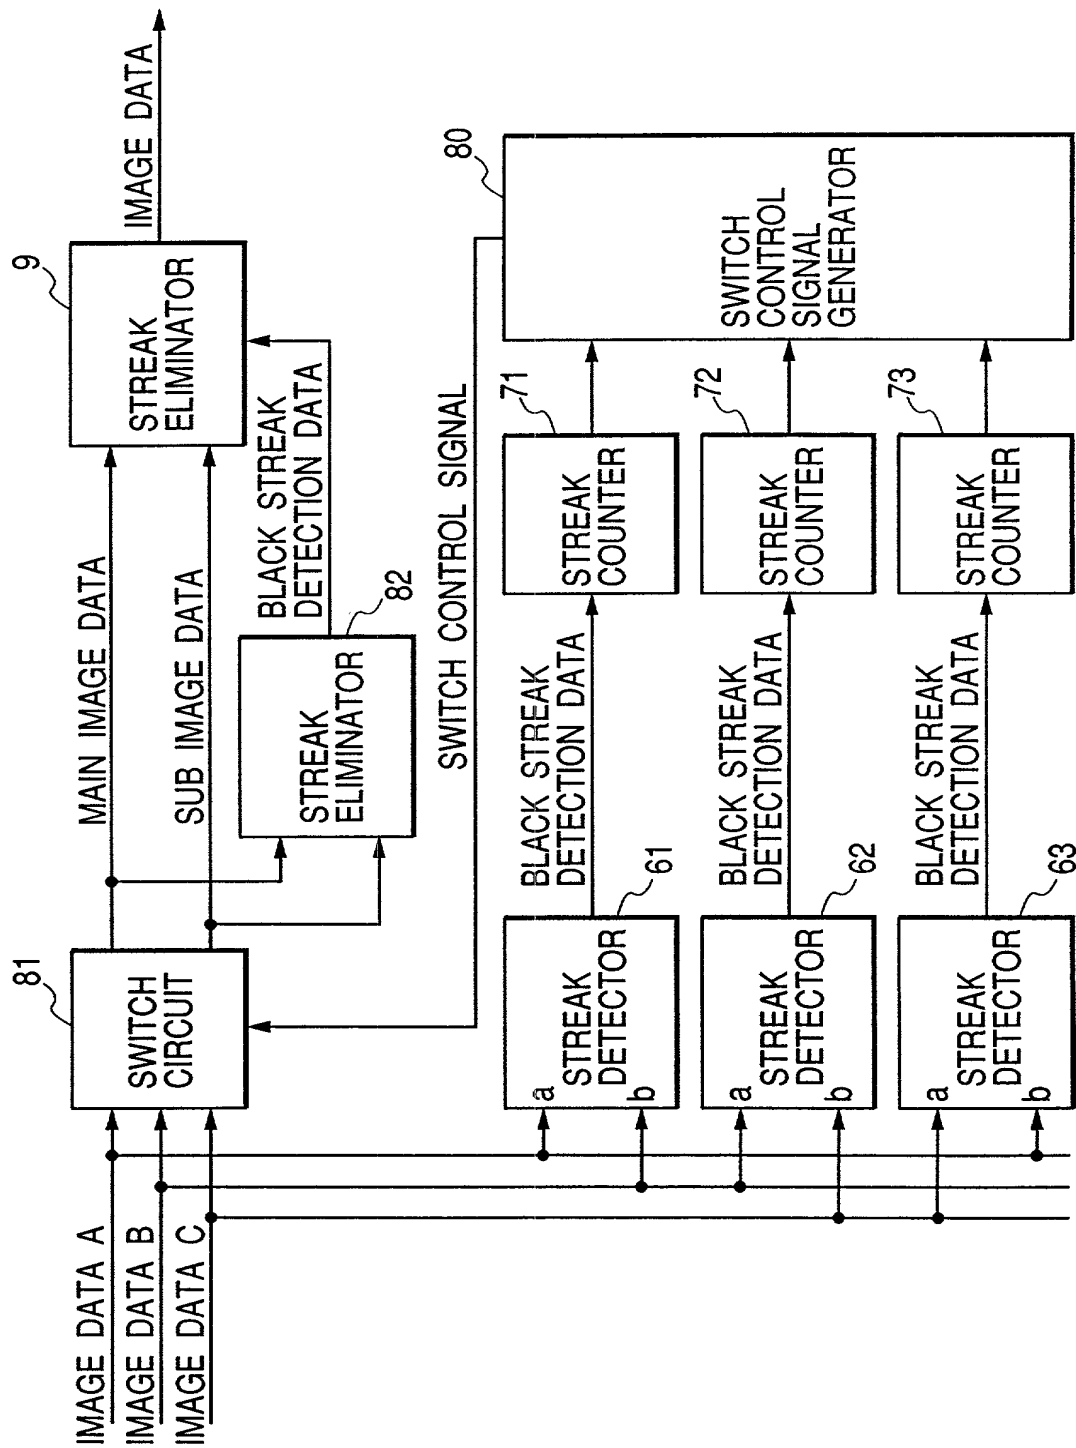 IMAGE DATA A
IMAGE DATA B
IMAGE DATA C
81
SWITCH
CIRCUIT
MAIN IMAGE DATA
SUB IMAGE DATA
STREAK
ELIMINATOR
82
BLACK STREAK
DETECTION DATA
9
STREAK
ELIMINATOR
IMAGE DATA
SWITCH CONTROL SIGNAL
80
SWITCH
CONTROL
SIGNAL
GENERATOR
a
b
STREAK
DETECTOR
61
BLACK STREAK
DETECTION DATA
STREAK
COUNTER
71
a
b
STREAK
DETECTOR
62
BLACK STREAK
DETECTION DATA
STREAK
COUNTER
72
a
b
STREAK
DETECTOR
63
BLACK STREAK
DETECTION DATA
STREAK
COUNTER
73